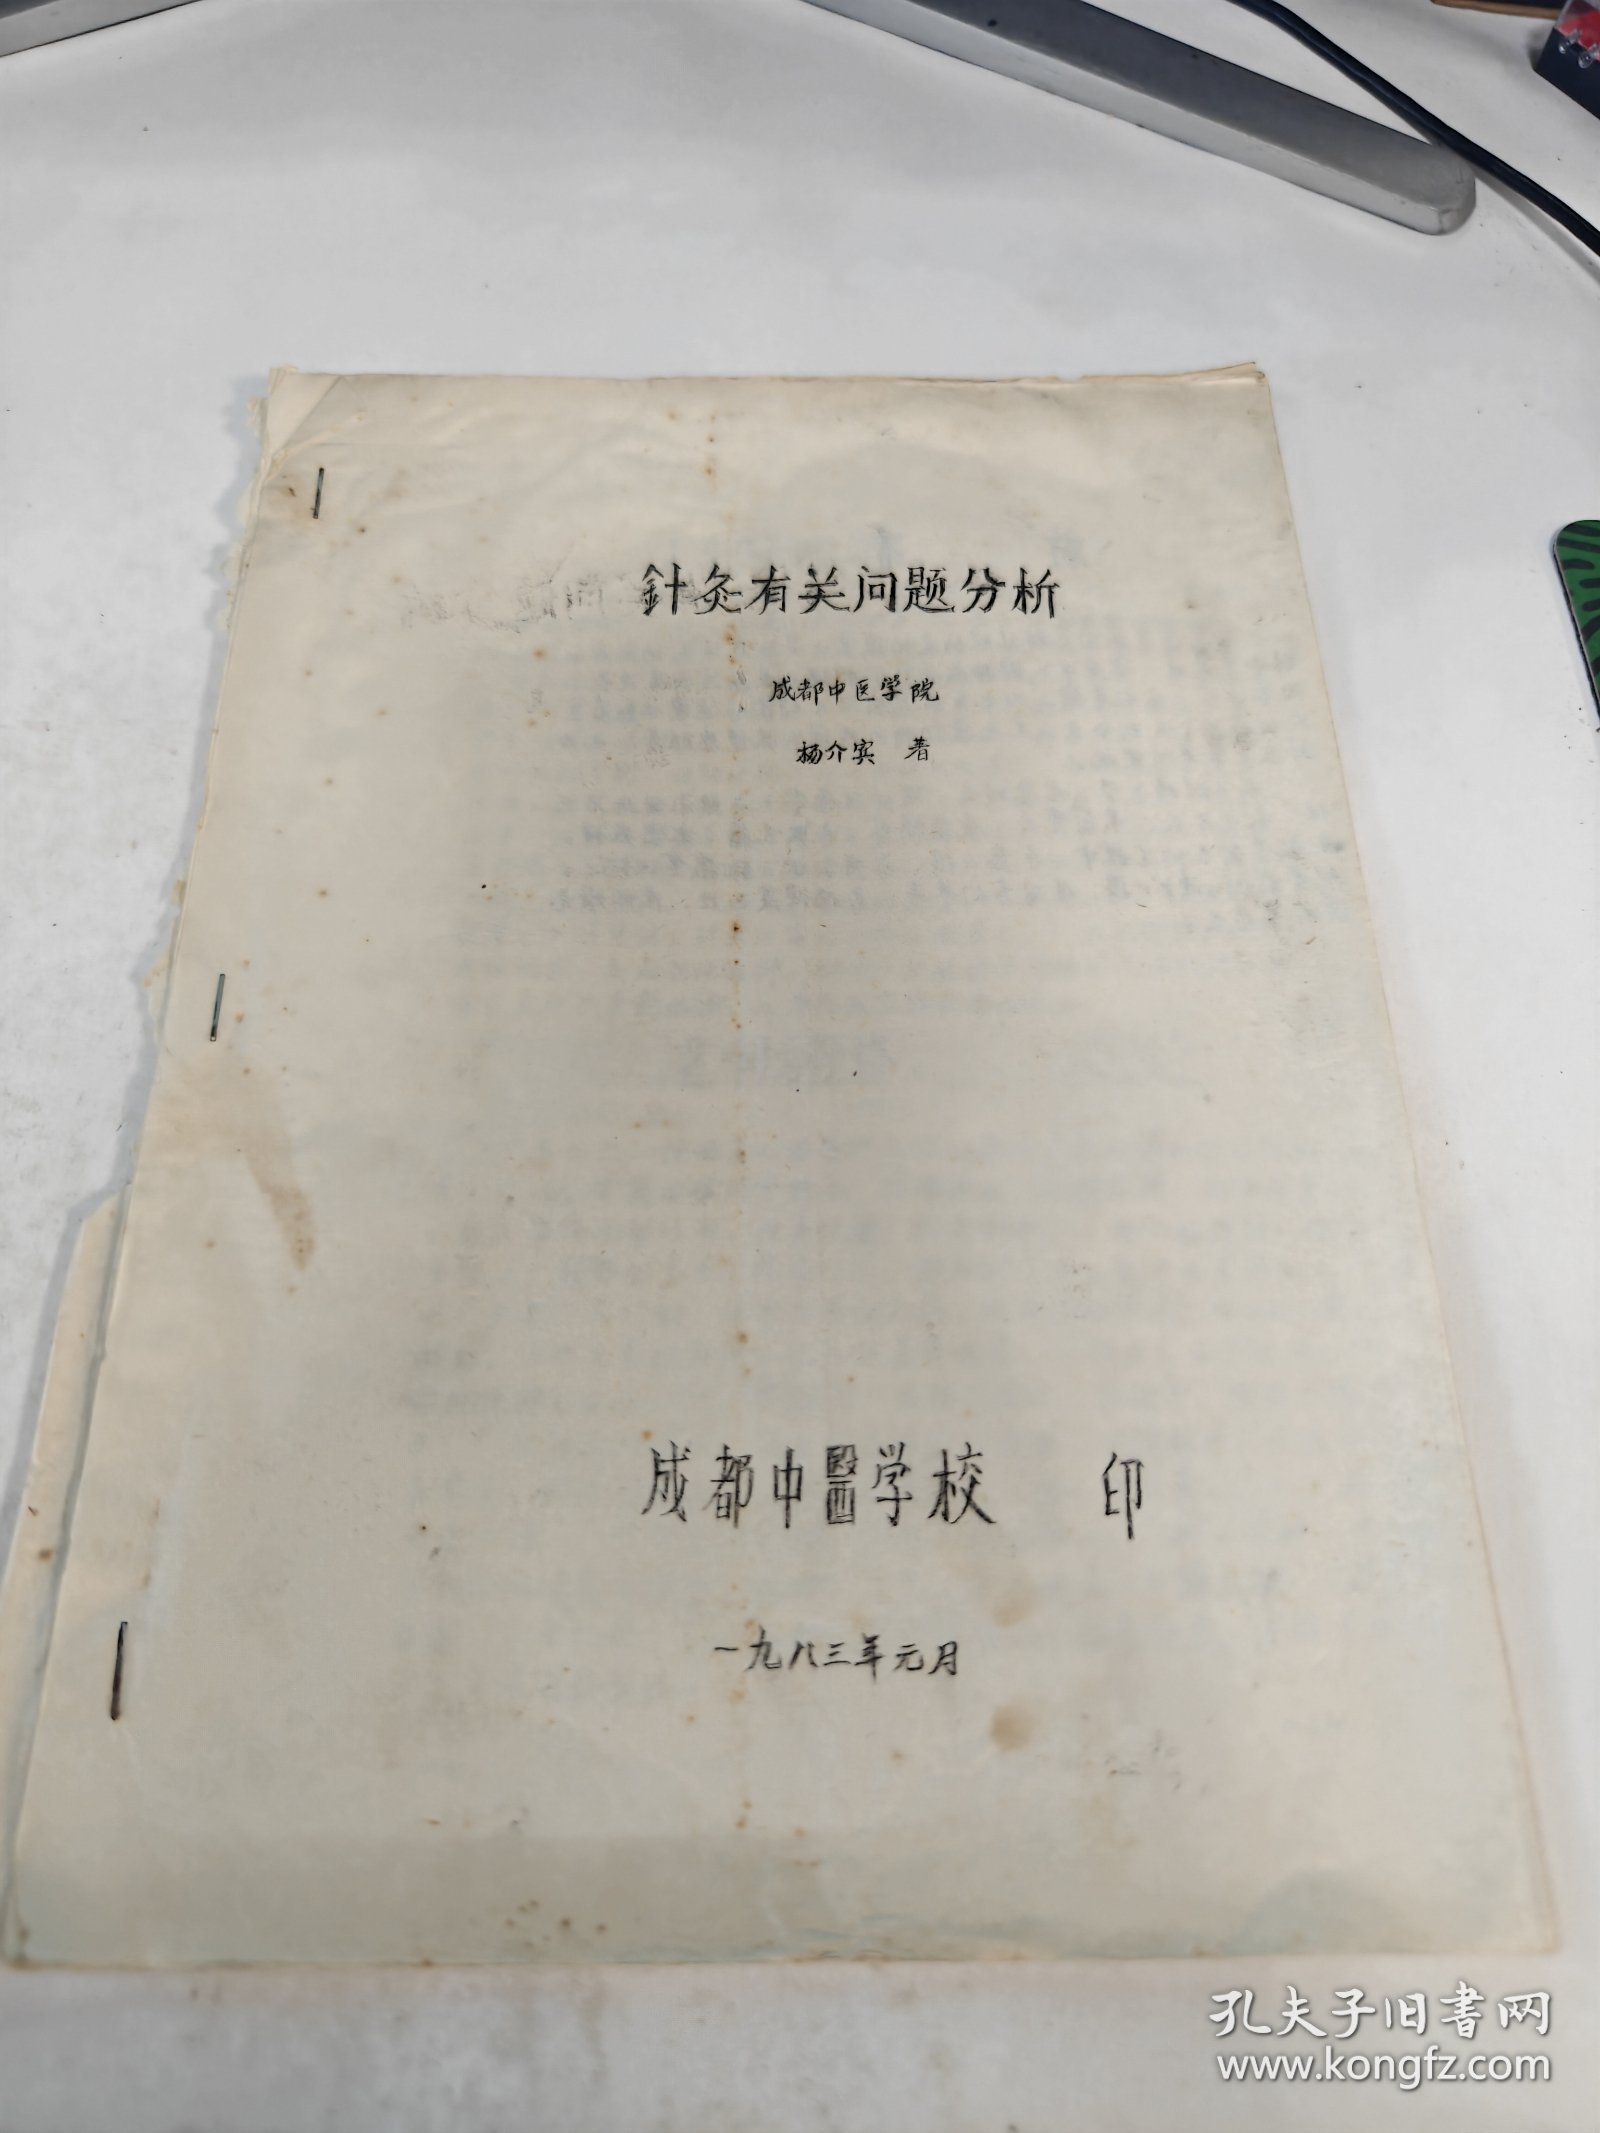 針灸有关问题分析
成都中医学院
杨介宾 著
成都中醫学校 印
一九八三年元月
孔夫子旧书网
www.kongfz.com